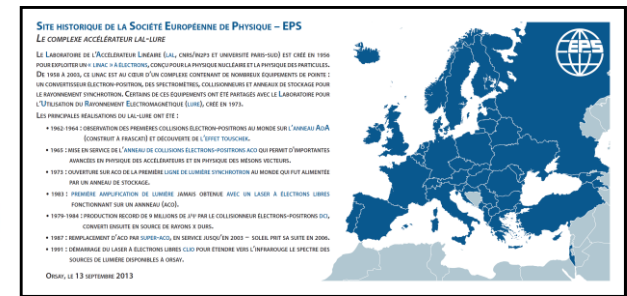 SITE HISTORIQUE DE LA SOCIÉTÉ EUROPÉENNE DE PHYSIQUE – EPS
LE COMPLEXE ACCÉLÉRATEUR LAL-LURE
LE LABORATOIRE DE L'ACCÉLÉRATEUR LINÉAIRE (LAL, CNRS/IN2P3 ET UNIVERSITÉ PARIS-SUD) EST CRÉÉ EN 1956
POUR EXPLOITER UN « LINAC » À ÉLECTRONS, CONÇU POUR LA PHYSIQUE NUCLÉAIRE ET LA PHYSIQUE DES PARTICULES.
DE 1958 À 2003, CE LINAC EST AU CŒUR D'UN COMPLEXE CONTENANT DE NOMBREUX ÉQUIPEMENTS DE POINTE :
UN CONVERTISSEUR ÉLECTRON-POSITRON, DES SPECTROMÈTRES, COLLISIONNEURS ET ANNEAUX DE STOCKAGE POUR
LE RAYONNEMENT SYNCHROTRON. CERTAINS DE CES ÉQUIPEMENTS ONT ÉTÉ PARTAGÉS AVEC LE LABORATOIRE POUR
L'UTILISATION DU RAYONNEMENT ÉLECTROMAGNÉTIQUE (LURE), CRÉÉ EN 1973.
LES PRINCIPALES RÉALISATIONS DU LAL-LURE ONT ÉTÉ :
• 1962-1964 : OBSERVATION DES PREMIÈRES COLLISIONS ÉLECTRON-POSITRONS AU MONDE SUR L'ANNEAU ADA
(CONSTRUIT À FRASCATI) ET DÉCOUVERTE DE L'EFFET TOUSCHEK.
• 1965 : MISE EN SERVICE DE L'ANNEAU DE COLLISIONS ÉLECTRONS-POSITONS ACO QUI PERMIT D'IMPORTANTES
AVANCÉES EN PHYSIQUE DES ACCÉLÉRATEURS ET EN PHYSIQUE DES MÉSONS VECTEURS.
• 1973 : OUVERTURE SUR ACO DE LA PREMIÈRE LIGNE DE LUMIÈRE SYNCHROTRON AU MONDE QUI FUT ALIMENTÉE
PAR UN ANNEAU DE STOCKAGE.
• 1983 : PREMIÈRE AMPLIFICATION DE LUMIÈRE JAMAIS OBTENUE AVEC UN LASER À ÉLECTRONS LIBRES
FONCTIONNANT SUR UN ANNNEAU (ACO).
• 1979-1984 : PRODUCTION RECORD DE 9 MILLIONS DE J/Ψ PAR LE COLLISIONNEUR ÉLECTRONS-POSITRONS DCI,
CONVERTI ENSUITE EN SOURCE DE RAYONS X DURS.
• 1987 : REMPLACEMENT D'ACO PAR SUPER-ACO, EN SERVICE JUSQU'EN 2003 – SOLEIL PRIT SA SUITE EN 2006.
• 1991 : DÉMARRAGE DU LASER À ÉLECTRONS LIBRES CLIO POUR ÉTENDRE VERS L'INFRAROUGE LE SPECTRE DES
SOURCES DE LUMIÈRE DISPONIBLES À ORSAY.
ORSAY, LE 13 SEPTEMBRE 2013
EPS